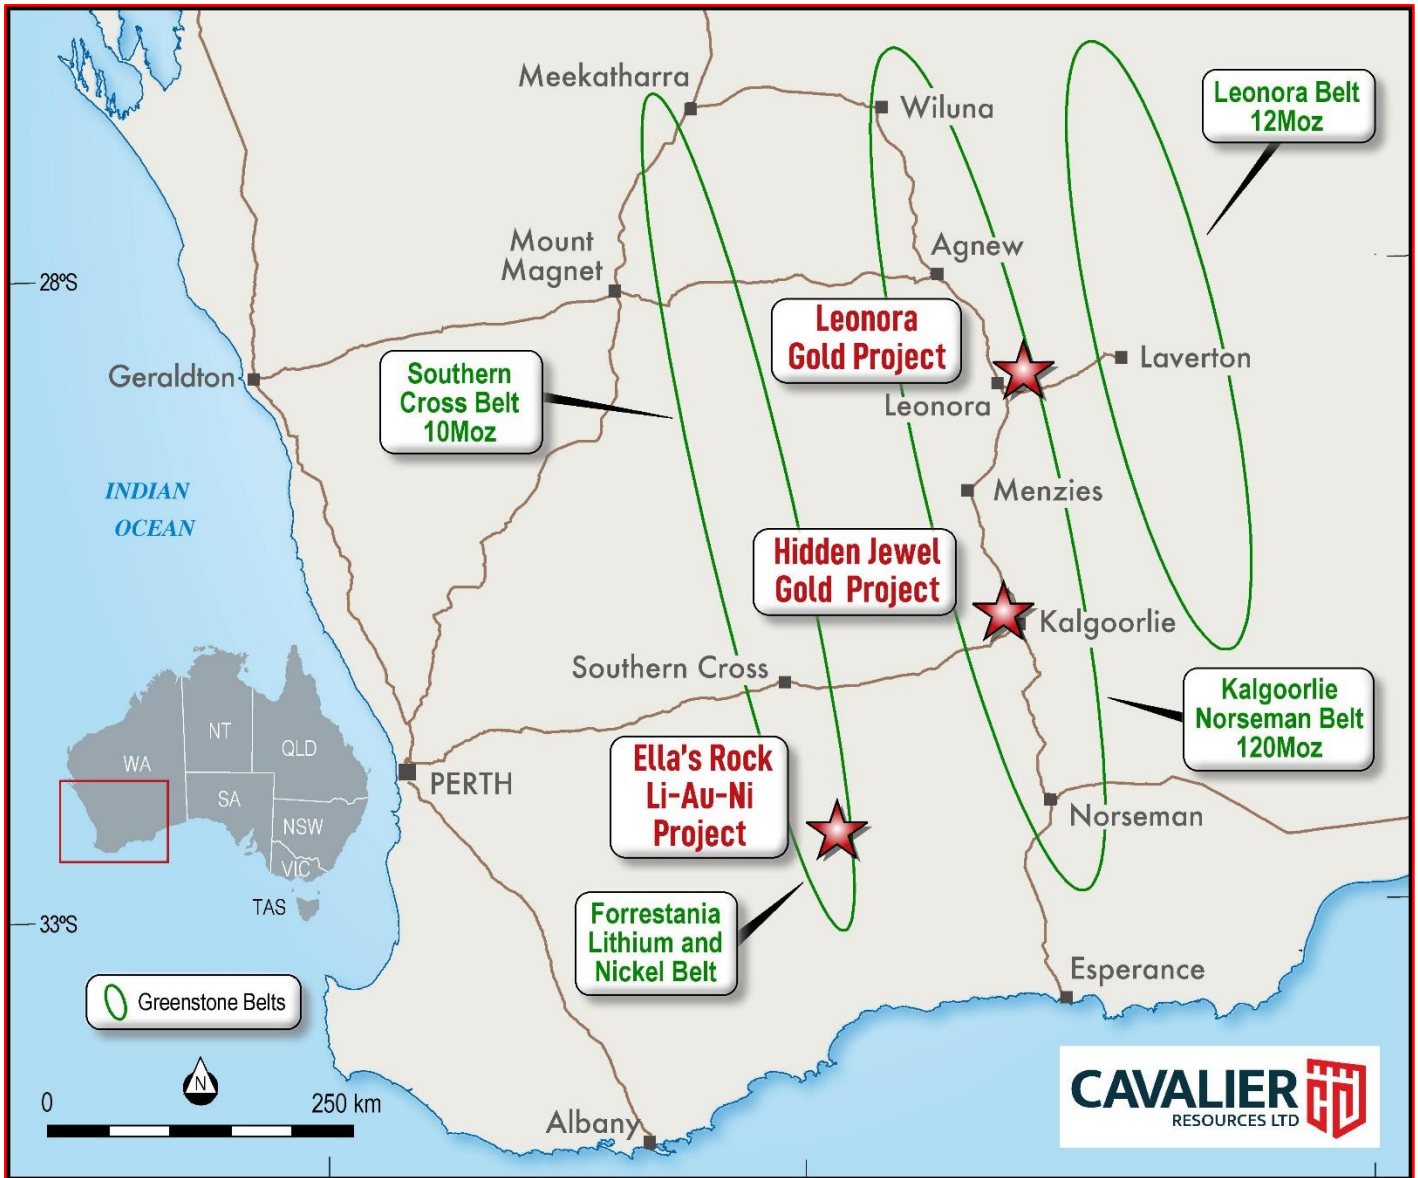 Meekatharra
Wiluna
Leonora Belt
12Moz
Mount
Magnet
Agnew
28ºS
Leonora
Gold Project
Laverton
Geraldton
Southern
Cross Belt
10Moz
Leonora
INDIAN
OCEAN
Menzies
Hidden Jewel
Gold Project
Kalgoorlie
Southern Cross
Kalgoorlie
Norseman Belt
120Moz
NT
QLD
WA
SA
NSW
VIC
TAS
PERTH
Ella's Rock
Li-Au-Ni
Project
Norseman
33ºS
Forrestania
Lithium and
Nickel Belt
Esperance
Greenstone Belts
N
0
250 km
Albany
CAVALIER
RESOURCES LTD